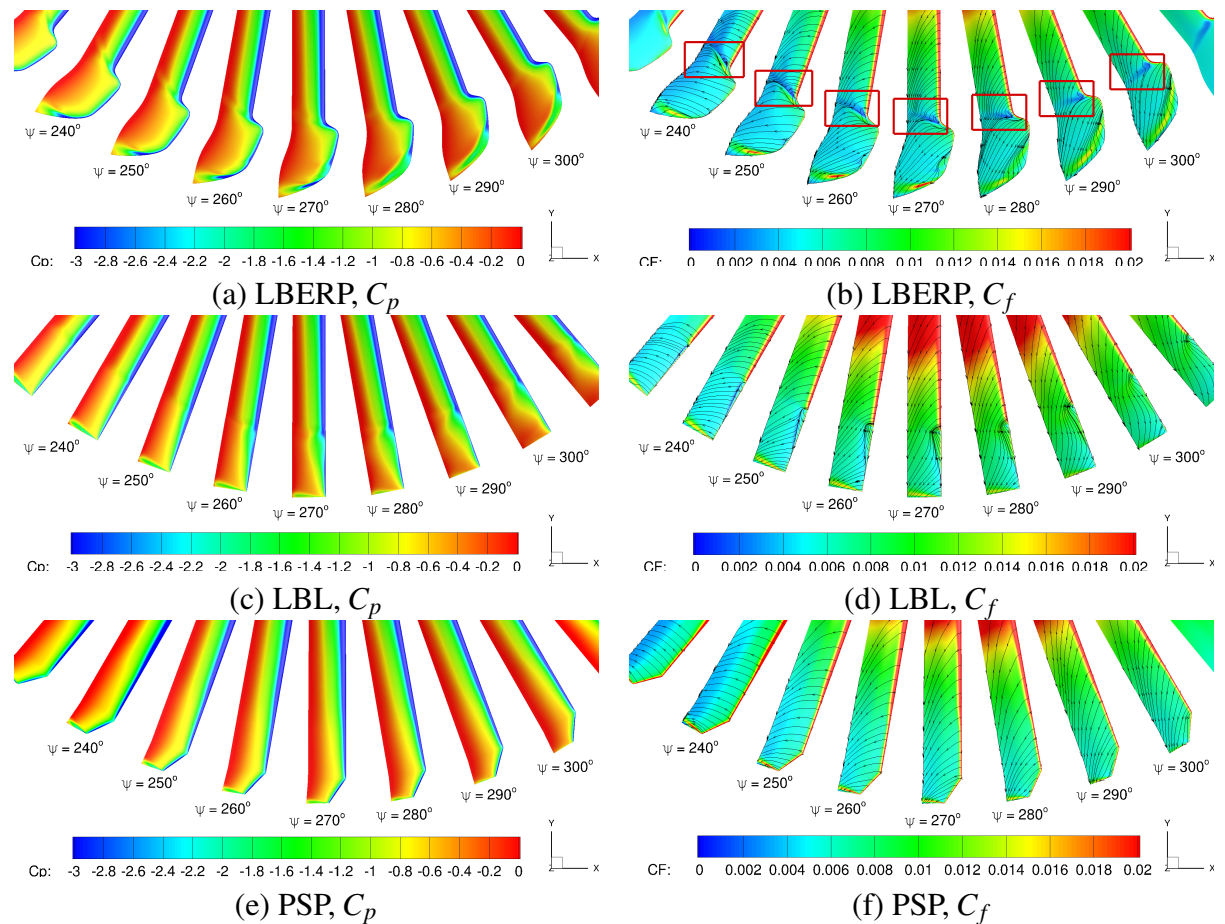 ψ = 240°
ψ = 250°
ψ = 260°
ψ = 270°
ψ = 280°
ψ = 290°
ψ = 300°
Cp: -3 -2.8 -2.6 -2.4 -2.2 -2 -1.8 -1.6 -1.4 -1.2 -1 -0.8 -0.6 -0.4 -0.2 0
Y
Z X
(a) LBERP, Cp
ψ = 240°
ψ = 250°
ψ = 260°
ψ = 270°
ψ = 280°
ψ = 290°
ψ = 300°
CF: 0 0.002 0.004 0.006 0.008 0.01 0.012 0.014 0.016 0.018 0.02
Y
Z X
(b) LBERP, Cf
ψ = 240°
ψ = 250°
ψ = 260°
ψ = 270°
ψ = 280°
ψ = 290°
ψ = 300°
Cp: -3 -2.8 -2.6 -2.4 -2.2 -2 -1.8 -1.6 -1.4 -1.2 -1 -0.8 -0.6 -0.4 -0.2 0
Y
Z X
(c) LBL, Cp
ψ = 240°
ψ = 250°
ψ = 260°
ψ = 270°
ψ = 280°
ψ = 290°
ψ = 300°
CF: 0 0.002 0.004 0.006 0.008 0.01 0.012 0.014 0.016 0.018 0.02
Y
Z X
(d) LBL, Cf
ψ = 240°
ψ = 250°
ψ = 260°
ψ = 270°
ψ = 280°
ψ = 290°
ψ = 300°
Cp: -3 -2.8 -2.6 -2.4 -2.2 -2 -1.8 -1.6 -1.4 -1.2 -1 -0.8 -0.6 -0.4 -0.2 0
Y
Z X
(e) PSP, Cp
ψ = 240°
ψ = 250°
ψ = 260°
ψ = 270°
ψ = 280°
ψ = 290°
ψ = 300°
CF: 0 0.002 0.004 0.006 0.008 0.01 0.012 0.014 0.016 0.018 0.02
Y
Z X
(f) PSP, Cf